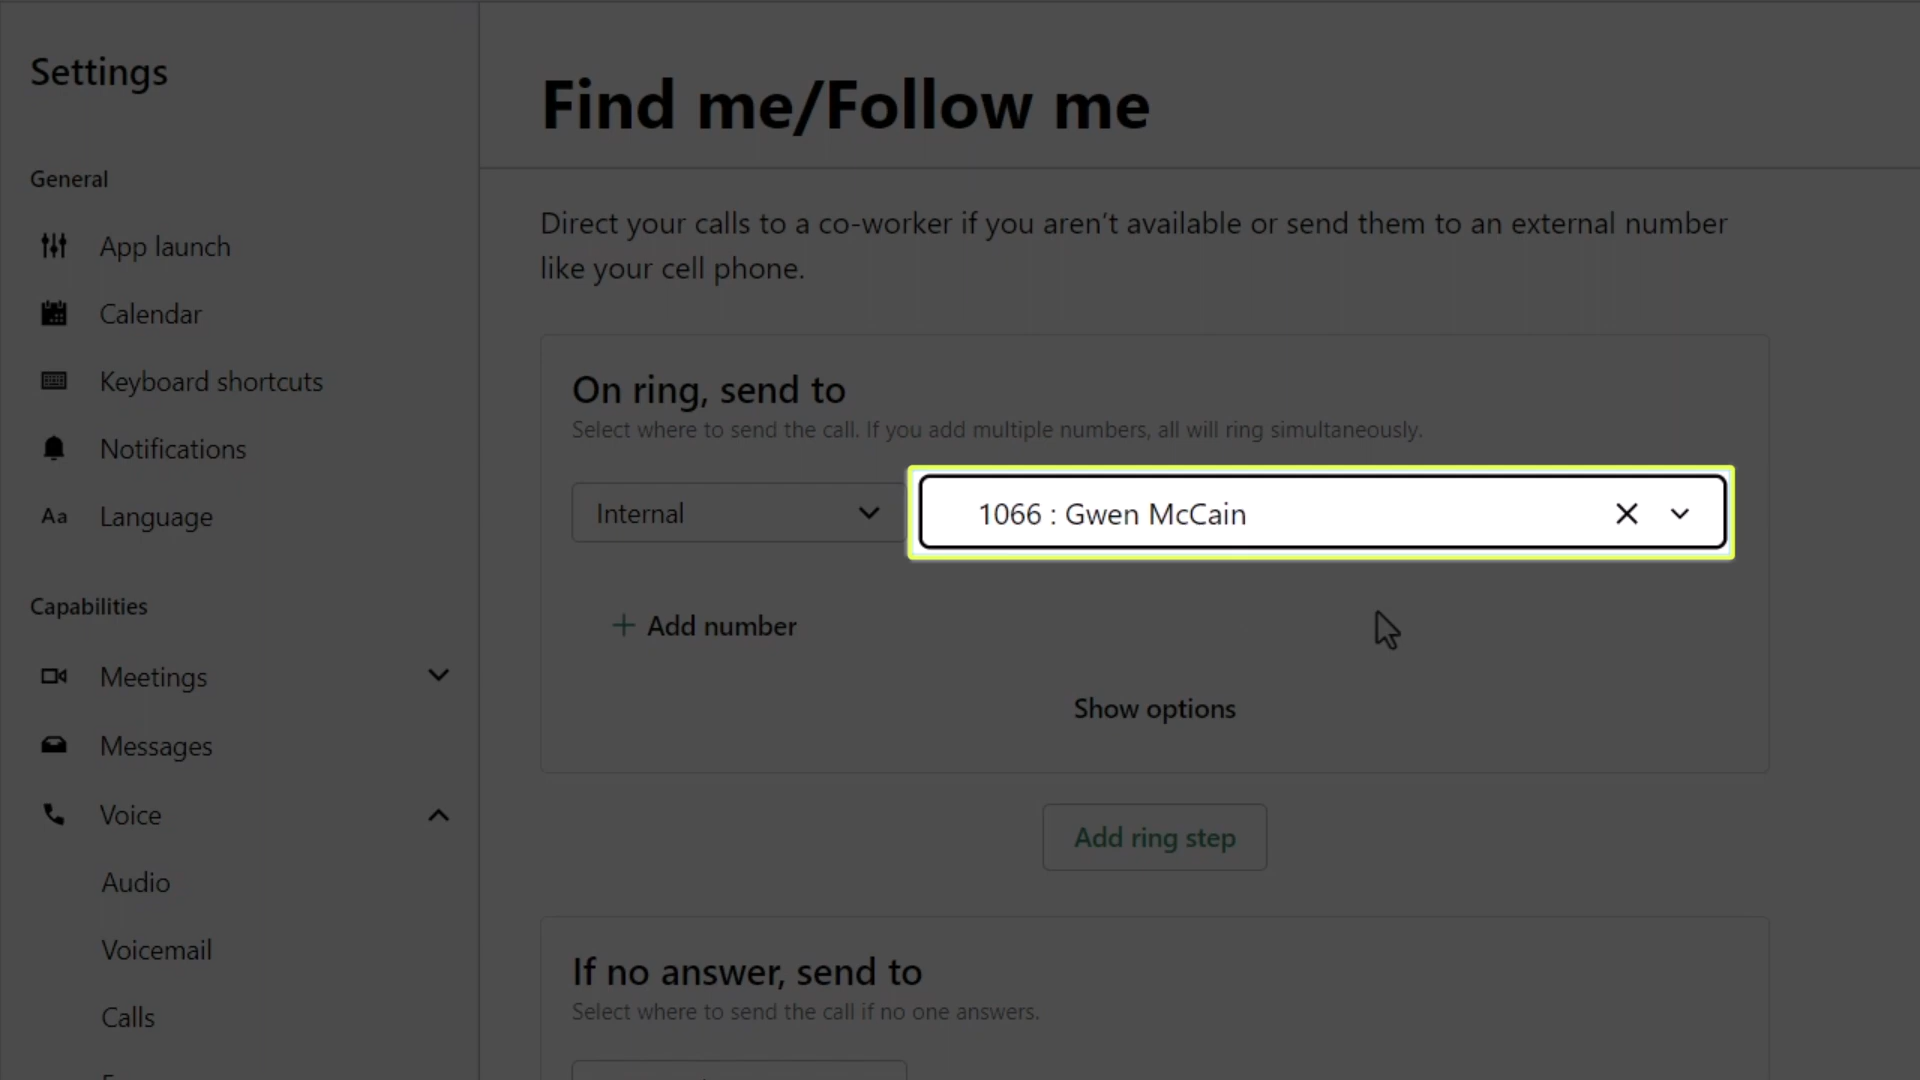 Settings
General
App launch
Calendar
Keyboard shortcuts
Notifications
Aa Language
Capabilities
Meetings
Messages
Voice
Audio
Voicemail
Calls
Find me/Follow me
Direct your calls to a co-worker if you aren’t available or send them to an external number
like your cell phone.
On ring, send to
Select where to send the call. If you add multiple numbers, all will ring simultaneously.
Internal
1066 : Gwen McCain
+ Add number
Show options
Add ring step
If no answer, send to
Select where to send the call if no one answers.